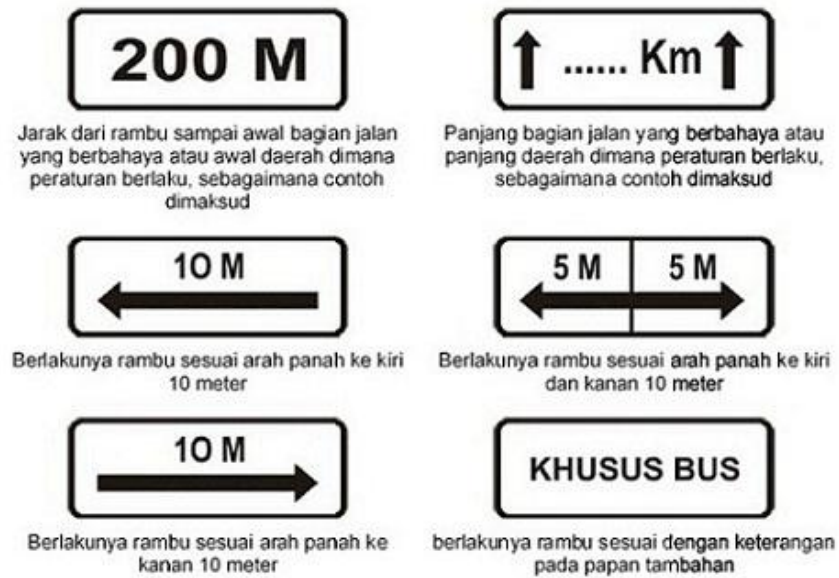 200 M
Jarak dari rambu sampai awal bagian jalan
yang berbahaya atau awal daerah dimana
peraturan berlaku, sebagaimana contoh
dimaksud
...... Km
Panjang bagian jalan yang berbahaya atau
panjang daerah dimana peraturan berlaku,
sebagaimana contoh dimaksud
10 M
Berlakunya rambu sesuai arah panah ke kiri
10 meter
5 M 5 M
Berlakunya rambu sesuai arah panah ke kiri
dan kanan 10 meter
10 M
Berlakunya rambu sesuai arah panah ke
kanan 10 meter
KHUSUS BUS
berlakunya rambu sesuai dengan keterangan
pada papan tambahan